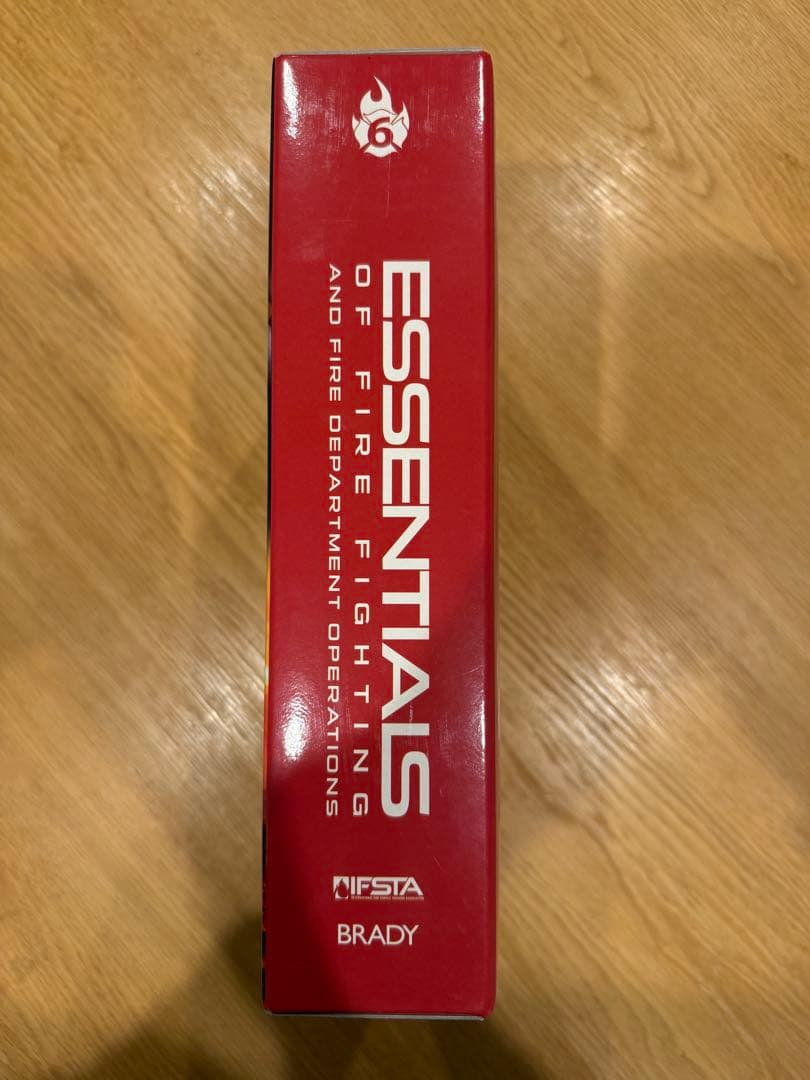 6
ESSENTIALS
OF FIRE FIGHTING
AND FIRE DEPARTMENT OPERATIONS
IFSTA
BRADY